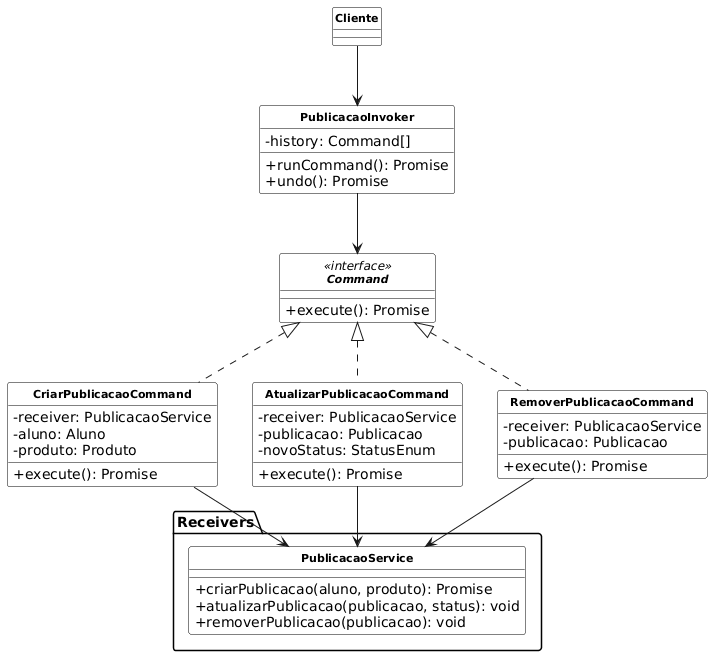 Cliente
PublicacaoInvoker
-history: Command[]
+runCommand(): Promise
+undo(): Promise
«interface»
Command
+execute(): Promise
CriarPublicacaoCommand
-receiver: PublicacaoService
-aluno: Aluno
-produto: Produto
+execute(): Promise
AtualizarPublicacaoCommand
-receiver: PublicacaoService
-publicacao: Publicacao
-novoStatus: StatusEnum
+execute(): Promise
RemoverPublicacaoCommand
-receiver: PublicacaoService
-publicacao: Publicacao
+execute(): Promise
Receivers
PublicacaoService
+criarPublicacao(aluno, produto): Promise
+atualizarPublicacao(publicacao, status): void
+removerPublicacao(publicacao): void